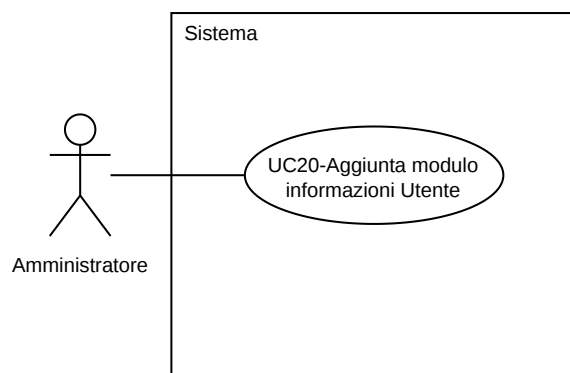 Sistema
UC20-Aggiunta modulo
informazioni Utente
Amministratore